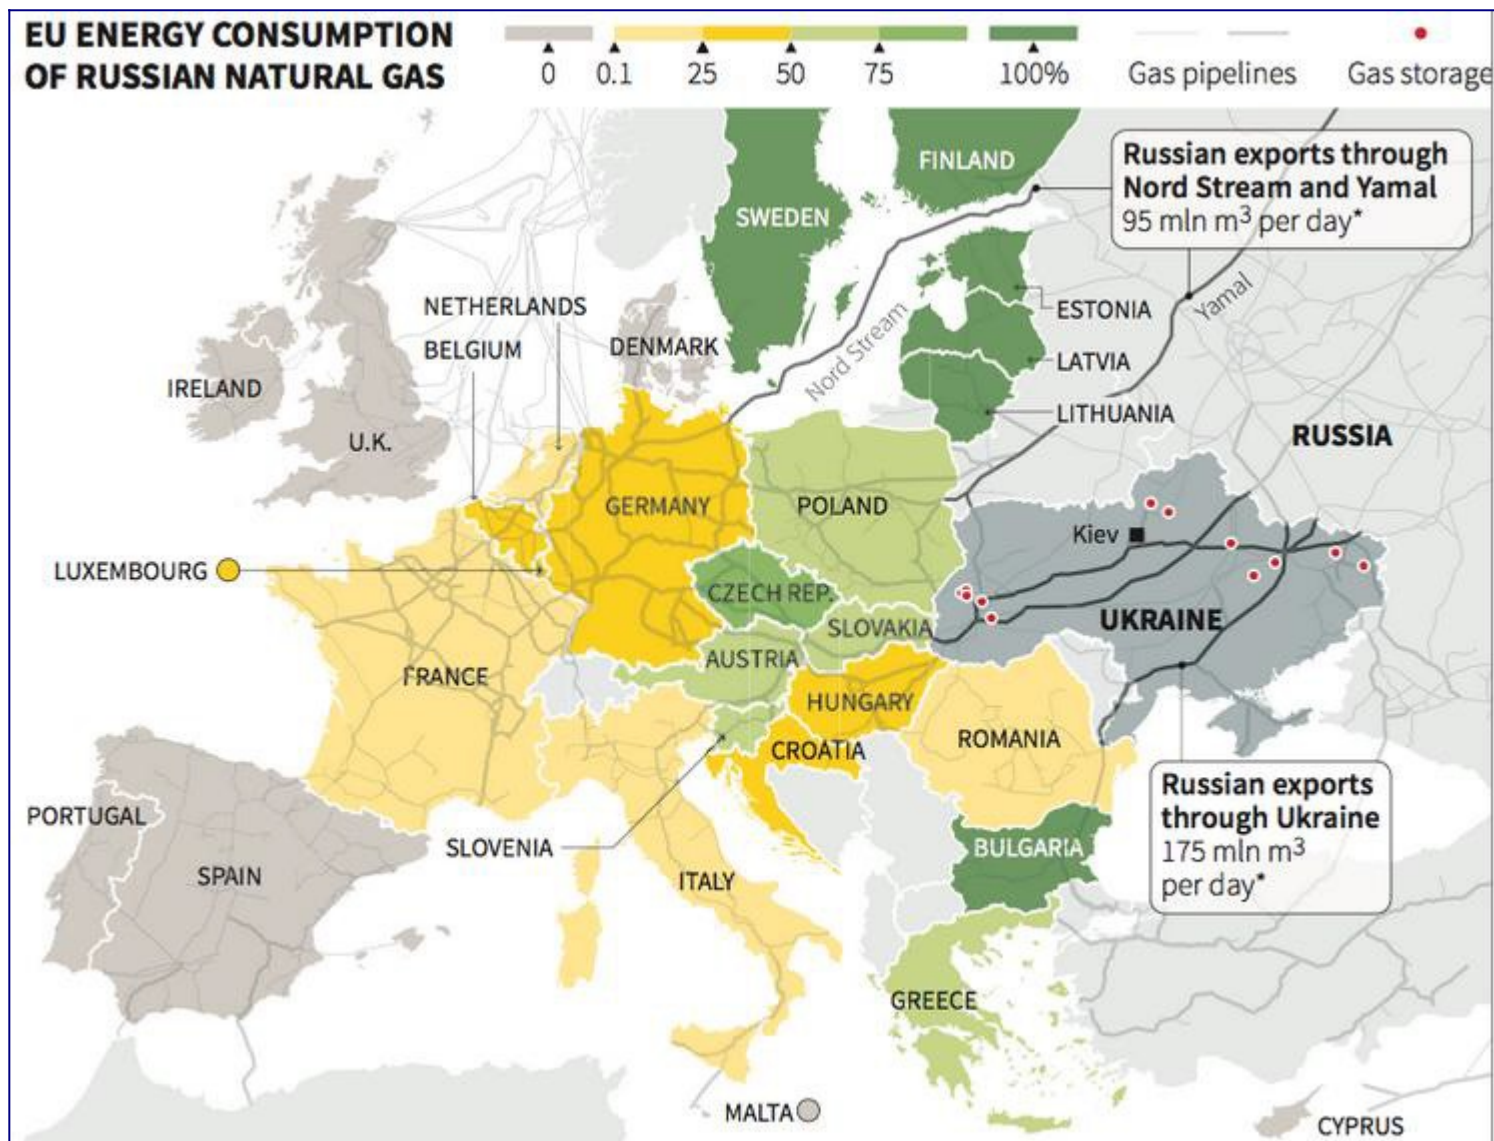 EU ENERGY CONSUMPTION
OF RUSSIAN NATURAL GAS
0 0.1 25 50 75 100%
Gas pipelines
Gas storage
FINLAND
SWEDEN
Russian exports through
Nord Stream and Yamal
95 mln m³ per day*
NETHERLANDS
BELGIUM
DENMARK
Nord Stream
Yamal
ESTONIA
LATVIA
LITHUANIA
IRELAND
U.K.
RUSSIA
GERMANY
POLAND
Kiev
LUXEMBOURG
CZECH REP.
SLOVAKIA
UKRAINE
AUSTRIA
FRANCE
HUNGARY
CROATIA
ROMANIA
PORTUGAL
SPAIN
SLOVENIA
ITALY
BULGARIA
Russian exports
through Ukraine
175 mln m³
per day*
GREECE
MALTA
CYPRUS